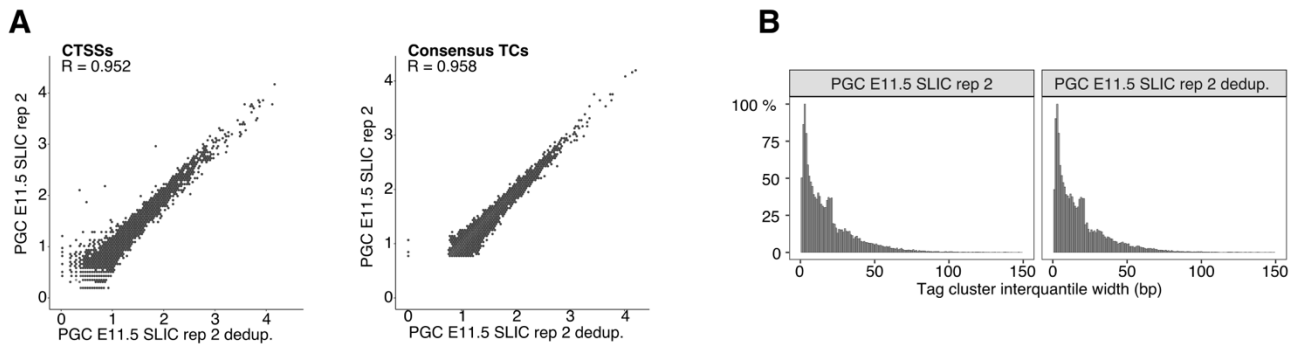 A
CTSSs
R = 0.952
PGC E11.5 SLIC rep 2
4
3
2
1
0
0 1 2 3 4
PGC E11.5 SLIC rep 2 dedup.
Consensus TCs
R = 0.958
PGC E11.5 SLIC rep 2
4
3
2
1
0
0 1 2 3 4
PGC E11.5 SLIC rep 2 dedup.
B
PGC E11.5 SLIC rep 2
PGC E11.5 SLIC rep 2 dedup.
100 %
75
50
25
0
0 50 100 150
0 50 100 150
Tag cluster interquantile width (bp)